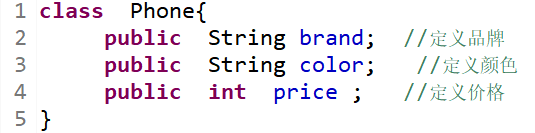 1 class  Phone{
2     public  String brand;  //定义品牌
3     public  String color;   //定义颜色
4     public  int  price ;   //定义价格
5 }